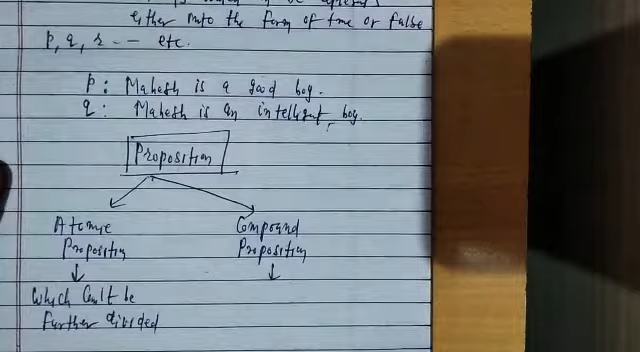 either into the form of true or false
p, q, r -- etc.
p: Mahesh is a good boy.
q: Mahesh is an intelligent boy.
Proposition
Atomic Compound
Proposition Proposition
which can't be
further divided